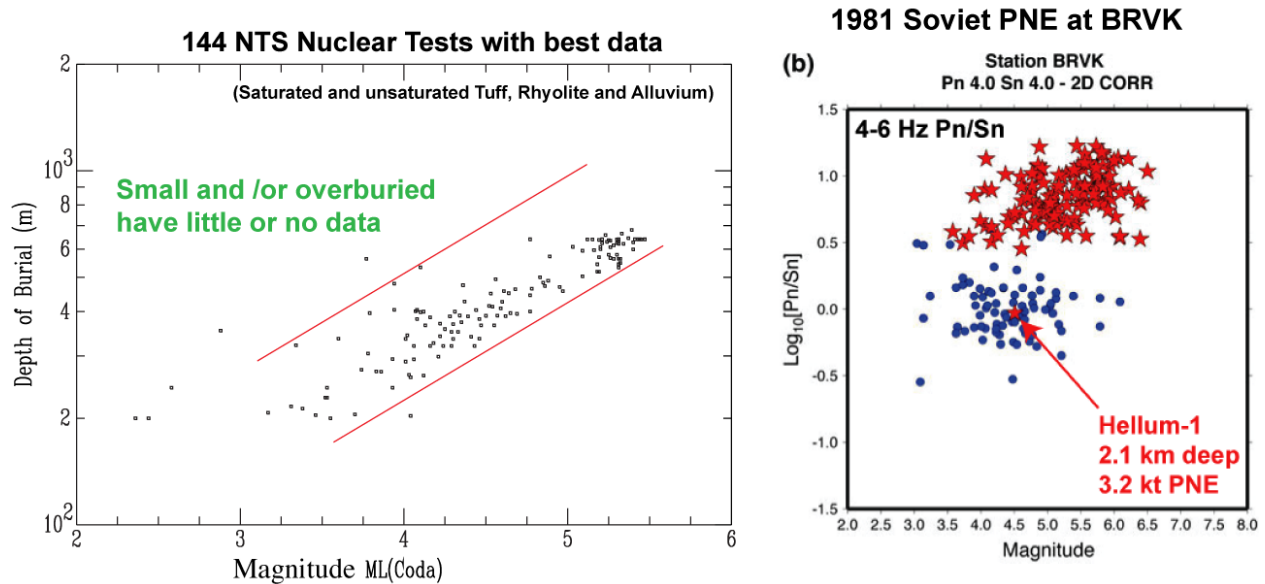 144 NTS Nuclear Tests with best data
(Saturated and unsaturated Tuff, Rhyolite and Alluvium)
Small and /or overburied
have little or no data
Depth of Burial (m)
2
10³
8
6
4
2
10²
2
3
4
5
6
Magnitude ML(Coda)
1981 Soviet PNE at BRVK
(b)
Station BRVK
Pn 4.0 Sn 4.0 - 2D CORR
4-6 Hz Pn/Sn
Log₁₀[Pn/Sn]
1.5
1.0
0.5
0.0
-0.5
-1.0
-1.5
Hellum-1
2.1 km deep
3.2 kt PNE
2.0 3.0 3.5 4.0 4.5 5.0 5.5 6.0 6.5 7.0 8.0
Magnitude